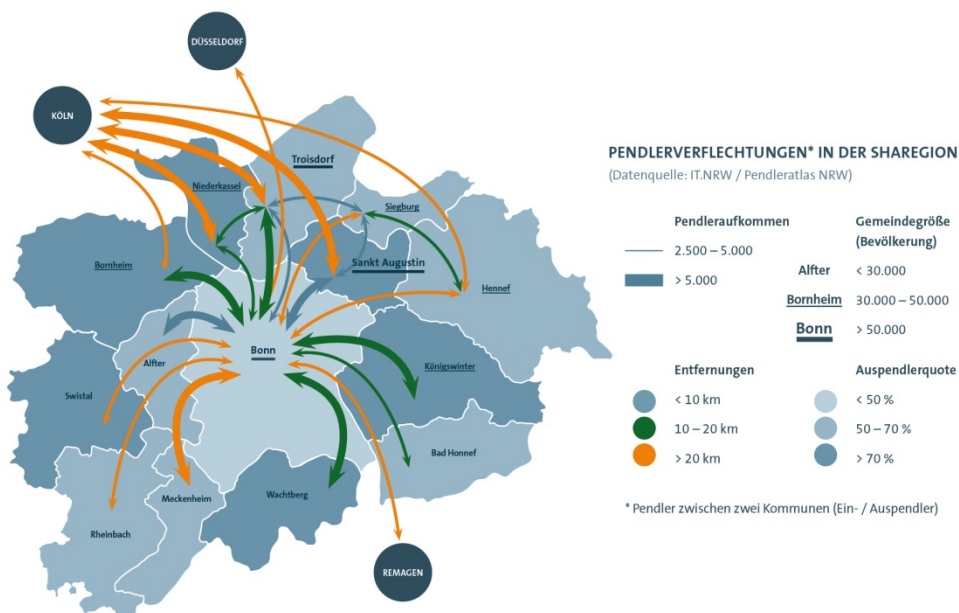 DÜSSELDORF
KÖLN
Troisdorf
Niederkassel
Siegburg
Sankt Augustin
Bornheim
Hennef
Bonn
Alfter
Königswinter
Swistal
Bad Honnef
Meckenheim
Wachtberg
Rheinbach
REMAGEN
PENDLERVERFLECHTUNGEN* IN DER SHAREGION
(Datenquelle: IT.NRW / Pendleratlas NRW)
Pendleraufkommen
2.500 – 5.000
> 5.000
Gemeindegröße
(Bevölkerung)
Alfter < 30.000
Bornheim 30.000 – 50.000
Bonn > 50.000
Entfernungen
< 10 km
10 – 20 km
> 20 km
Auspendlerquote
< 50 %
50 – 70 %
> 70 %
* Pendler zwischen zwei Kommunen (Ein- / Auspendler)